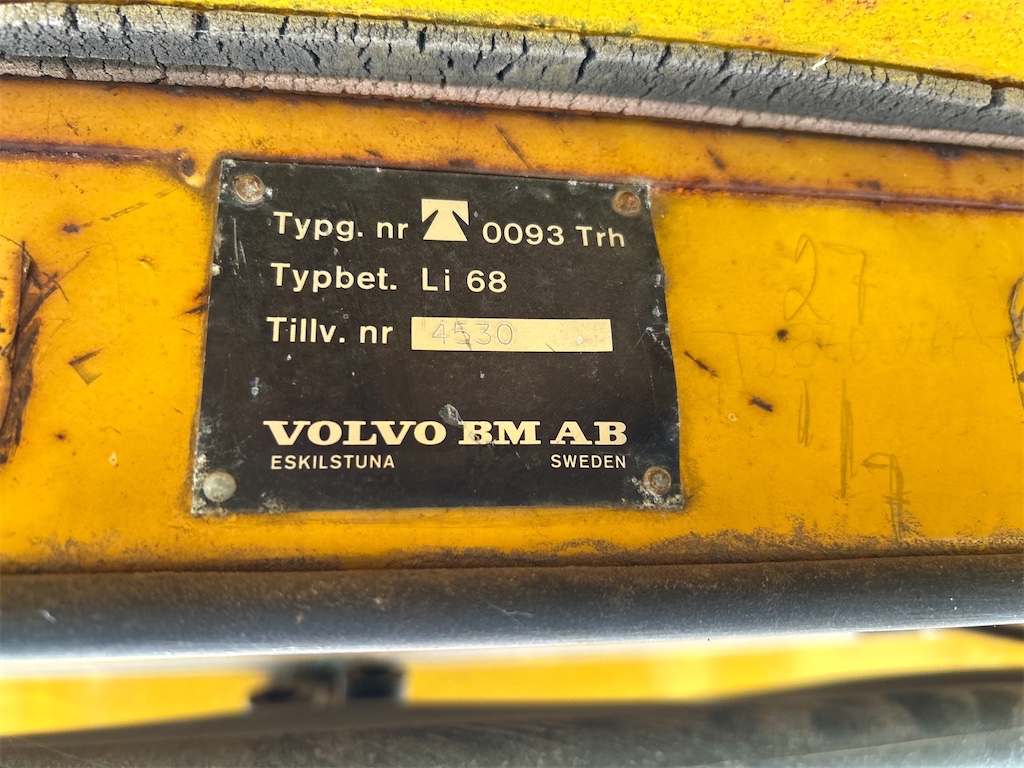 Typg. nr 0093 Trh
Typbet. Li 68
Tillv. nr 4530
VOLVO BM AB
ESKILSTUNA SWEDEN
27